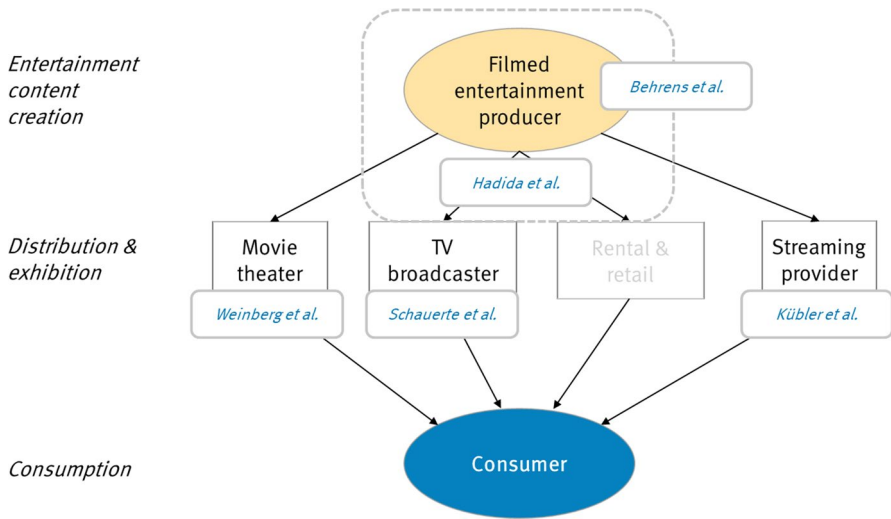 Entertainment
content
creation
Filmed
entertainment
producer
Behrens et al.
Hadida et al.
Distribution &
exhibition
Movie
theater
TV
broadcaster
Rental &
retail
Streaming
provider
Weinberg et al.
Schauerte et al.
Kübler et al.
Consumption
Consumer